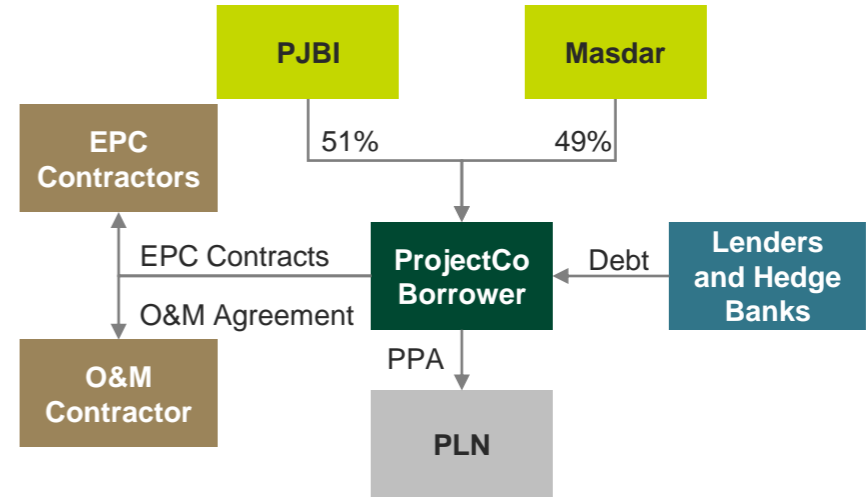 PJBI
Masdar
51%
49%
EPC
Contractors
EPC Contracts
O&M Agreement
ProjectCo
Borrower
Debt
Lenders
and Hedge
Banks
O&M
Contractor
PPA
PLN